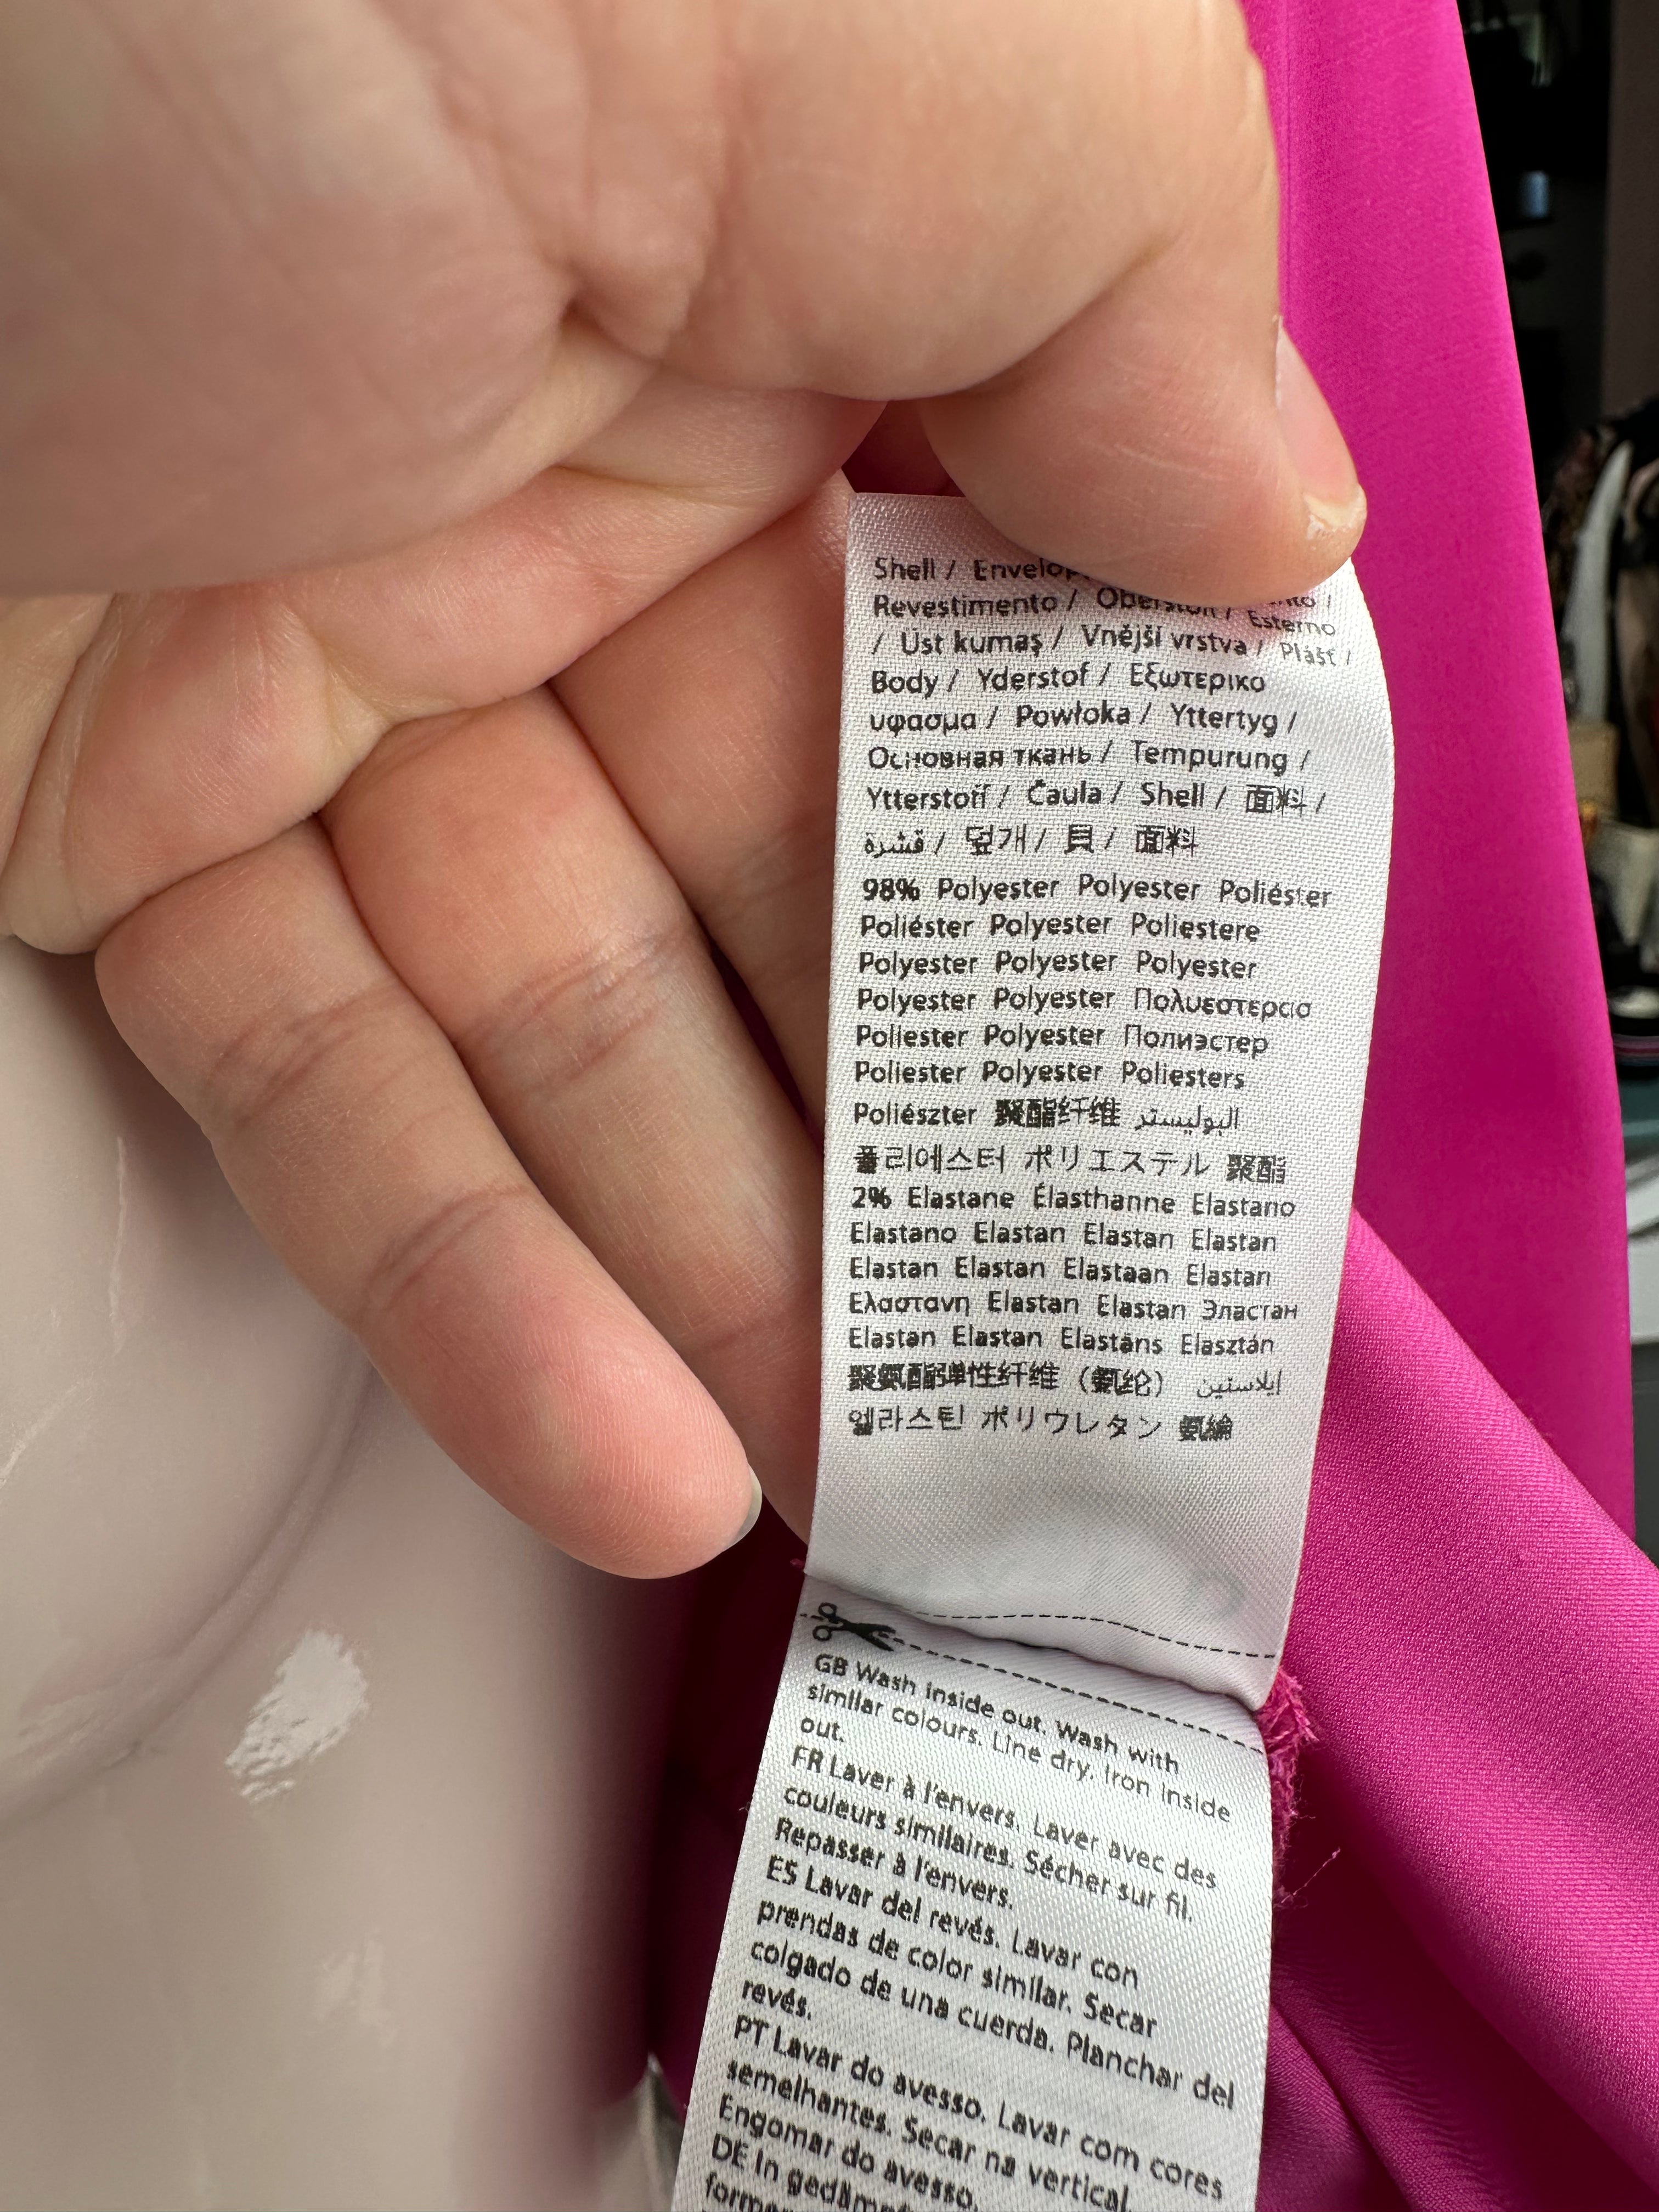 Shell /
Revestimento /
Esterno
/ Üst kumaş / Vnější vrstva / Plášť /
Body / Yderstof / Εξωτερικο
υφασμα / Powłoka / Yttertyg /
Основная ткань / Tempurung /
Ytterstoff / Čaula / Shell / 面料 /
قشرة / 덮개 / 貝 / 面料
98% Polyester Polyester Poliéster
Poliéster Polyester Poliestere
Polyester Polyester Polyester
Polyester Polyester Πολυεστερασ
Poliester Polyester Полиэстер
Poliester Polyester Poliesters
Poliészter 聚酯纤维 البوليستر
폴리에스터 ポリエステル 聚酯
2% Elastane Élasthanne Elastano
Elastano Elastan Elastan Elastan
Elastan Elastan Elastaan Elastan
Ελαστανη Elastan Elastan Эластан
Elastan Elastan Elastāns Elasztán
聚氨酯弹性纤维 (氨纶) إيلاستين
엘라스틴 ポリウレタン 氨綸
GB Wash inside out. Wash with
similar colours. Line dry. Iron inside
out.
FR Laver à l'envers. Laver avec des
couleurs similaires. Sécher sur fil.
Repasser à l'envers.
ES Lavar del revés. Lavar con
prendas de color similar. Secar
colgado de una cuerda. Planchar del
revés.
PT Lavar do avesso. Lavar com cores
semelhantes. Secar na vertical.
Engomar do avesso.
DE In